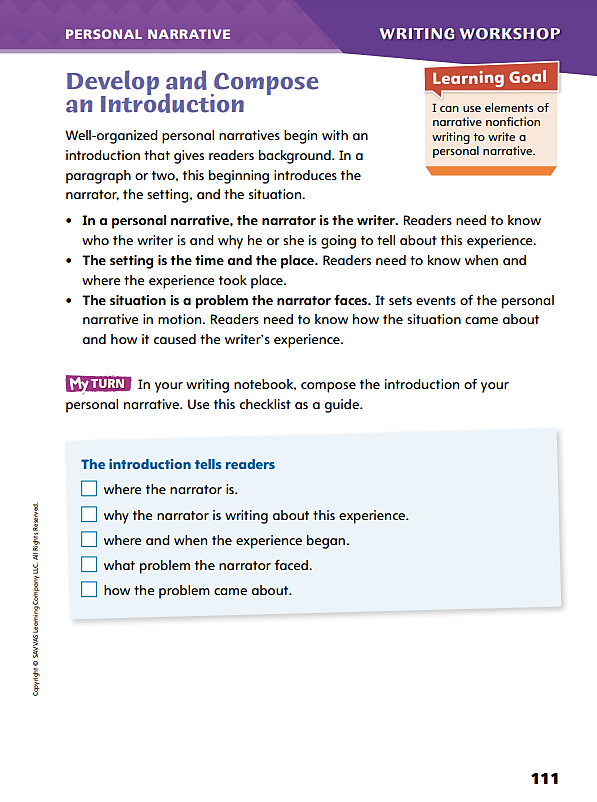 PERSONAL NARRATIVE
WRITING WORKSHOP
Develop and Compose
an Introduction
Learning Goal
I can use elements of
narrative nonfiction
writing to write a
personal narrative.
Well-organized personal narratives begin with an
introduction that gives readers background. In a
paragraph or two, this beginning introduces the
narrator, the setting, and the situation.
• In a personal narrative, the narrator is the writer. Readers need to know
who the writer is and why he or she is going to tell about this experience.
• The setting is the time and the place. Readers need to know when and
where the experience took place.
• The situation is a problem the narrator faces. It sets events of the personal
narrative in motion. Readers need to know how the situation came about
and how it caused the writer's experience.
My TURN In your writing notebook, compose the introduction of your
personal narrative. Use this checklist as a guide.
The introduction tells readers
where the narrator is.
why the narrator is writing about this experience.
where and when the experience began.
what problem the narrator faced.
how the problem came about.
Copyright © SAVVAS Learning Company LLC. All Rights Reserved.
111